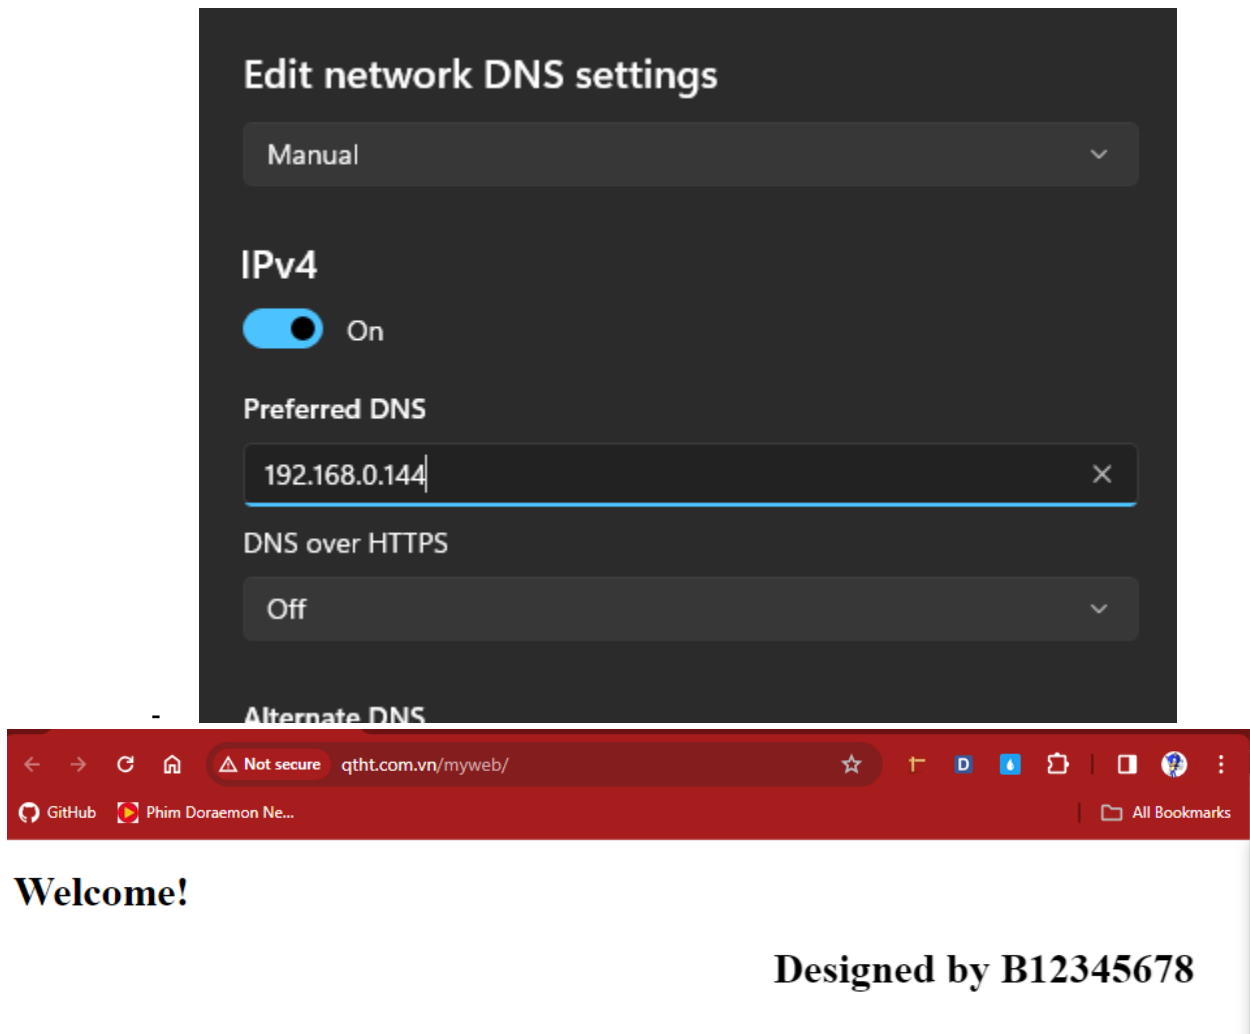 Edit network DNS settings
Manual
IPv4
On
Preferred DNS
192.168.0.144
DNS over HTTPS
Off
Alternate DNS
-
Not secure qtht.com.vn/myweb/ D
GitHub Phim Doraemon Ne... All Bookmarks
Welcome!
Designed by B12345678